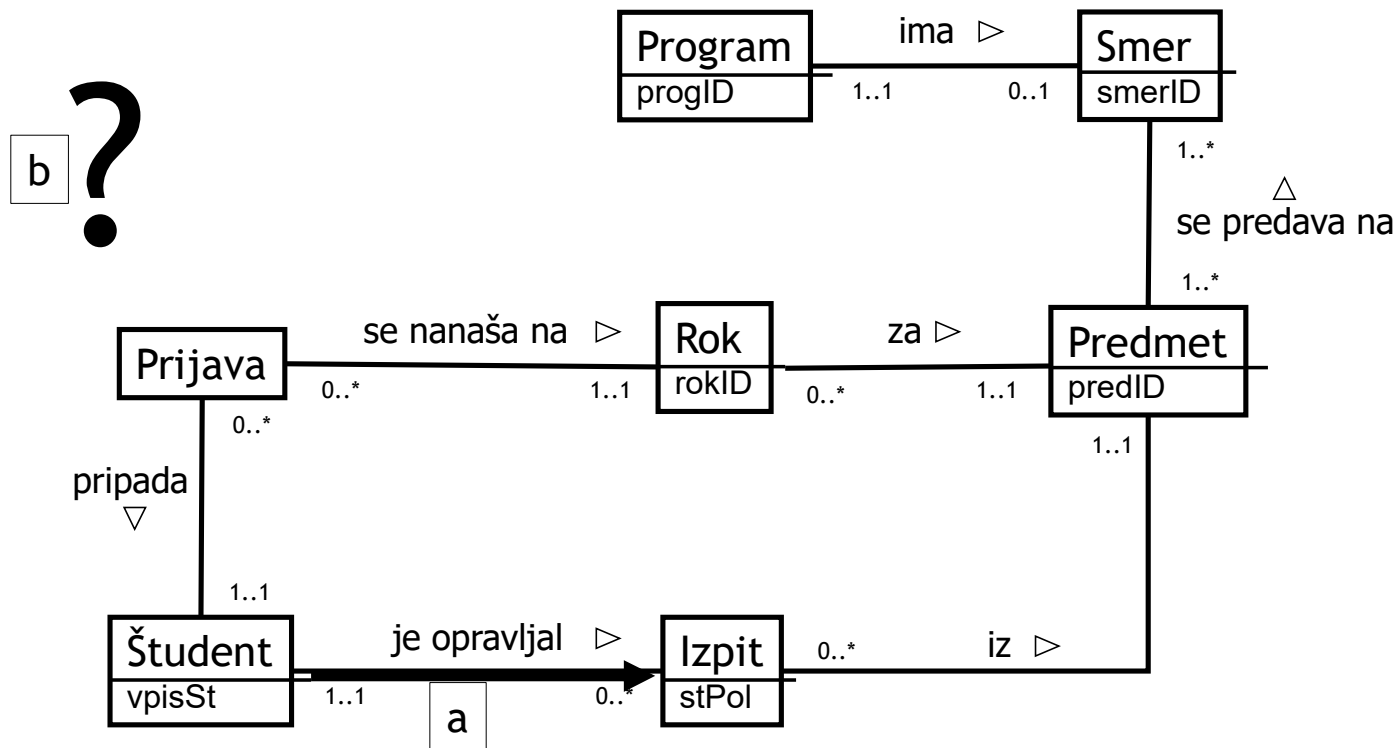 ima ▷
Program
progID
1..1
0..1
Smer
smerID
b
?
1..*
△
se predava na
1..*
Prijava
se nanaša na ▷
0..*
1..1
Rok
rokID
za ▷
0..*
1..1
Predmet
predID
0..*
1..1
pripada
▽
1..1
Študent
vpisSt
je opravljal ▷
1..1
0..*
a
Izpit
stPol
0..*
iz ▷